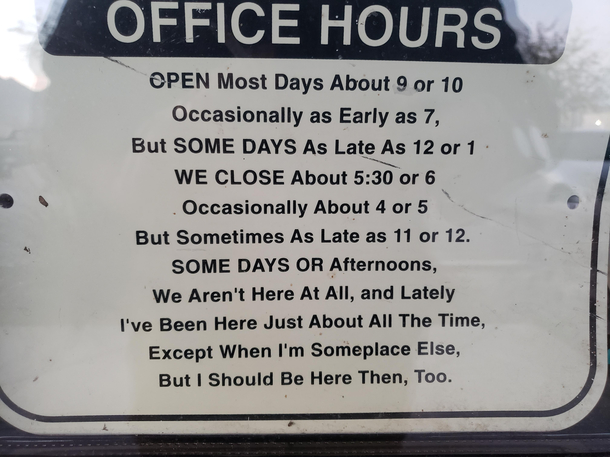 OFFICE HOURS
OPEN Most Days About 9 or 10
Occasionally as Early as 7,
But SOME DAYS As Late As 12 or 1
WE CLOSE About 5:30 or 6
Occasionally About 4 or 5
But Sometimes As Late as 11 or 12.
SOME DAYS OR Afternoons,
We Aren't Here At All, and Lately
I've Been Here Just About All The Time,
Except When I'm Someplace Else,
But I Should Be Here Then, Too.